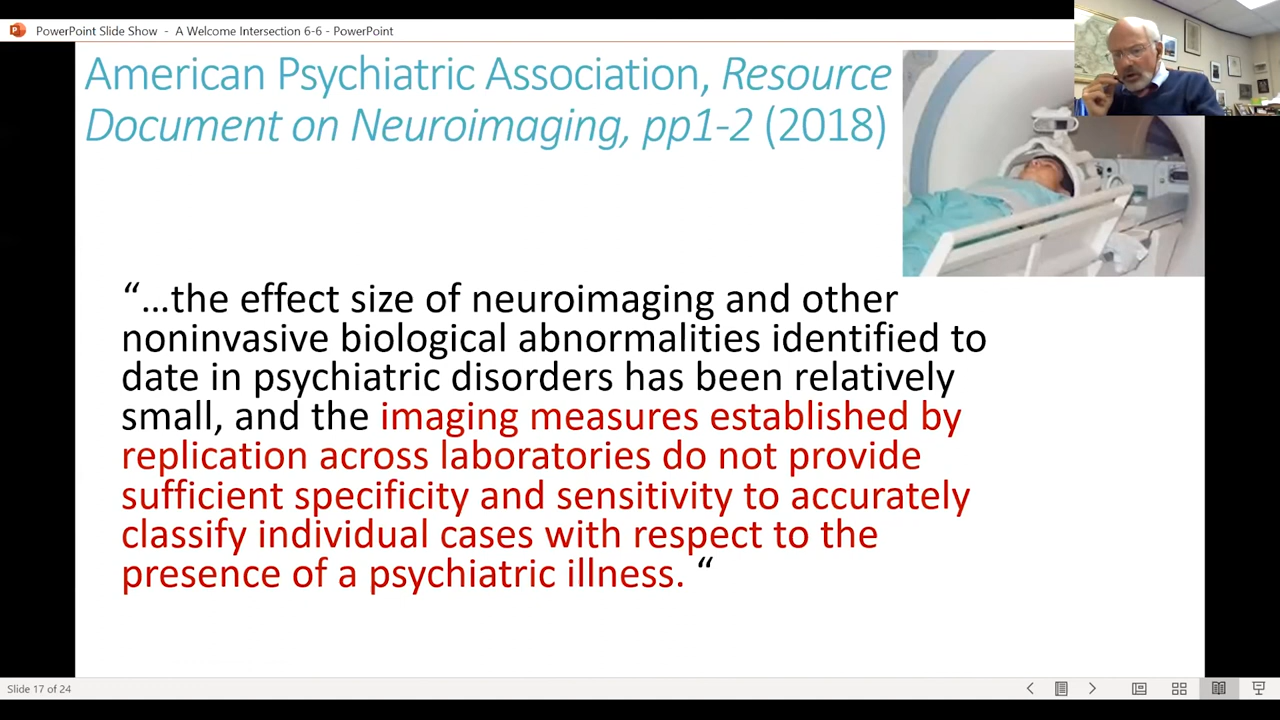 PowerPoint Slide Show - A Welcome Intersection 6-6 - PowerPoint
American Psychiatric Association, Resource
Document on Neuroimaging, pp1-2 (2018)
“…the effect size of neuroimaging and other
noninvasive biological abnormalities identified to
date in psychiatric disorders has been relatively
small, and the imaging measures established by
replication across laboratories do not provide
sufficient specificity and sensitivity to accurately
classify individual cases with respect to the
presence of a psychiatric illness. “
Slide 17 of 24